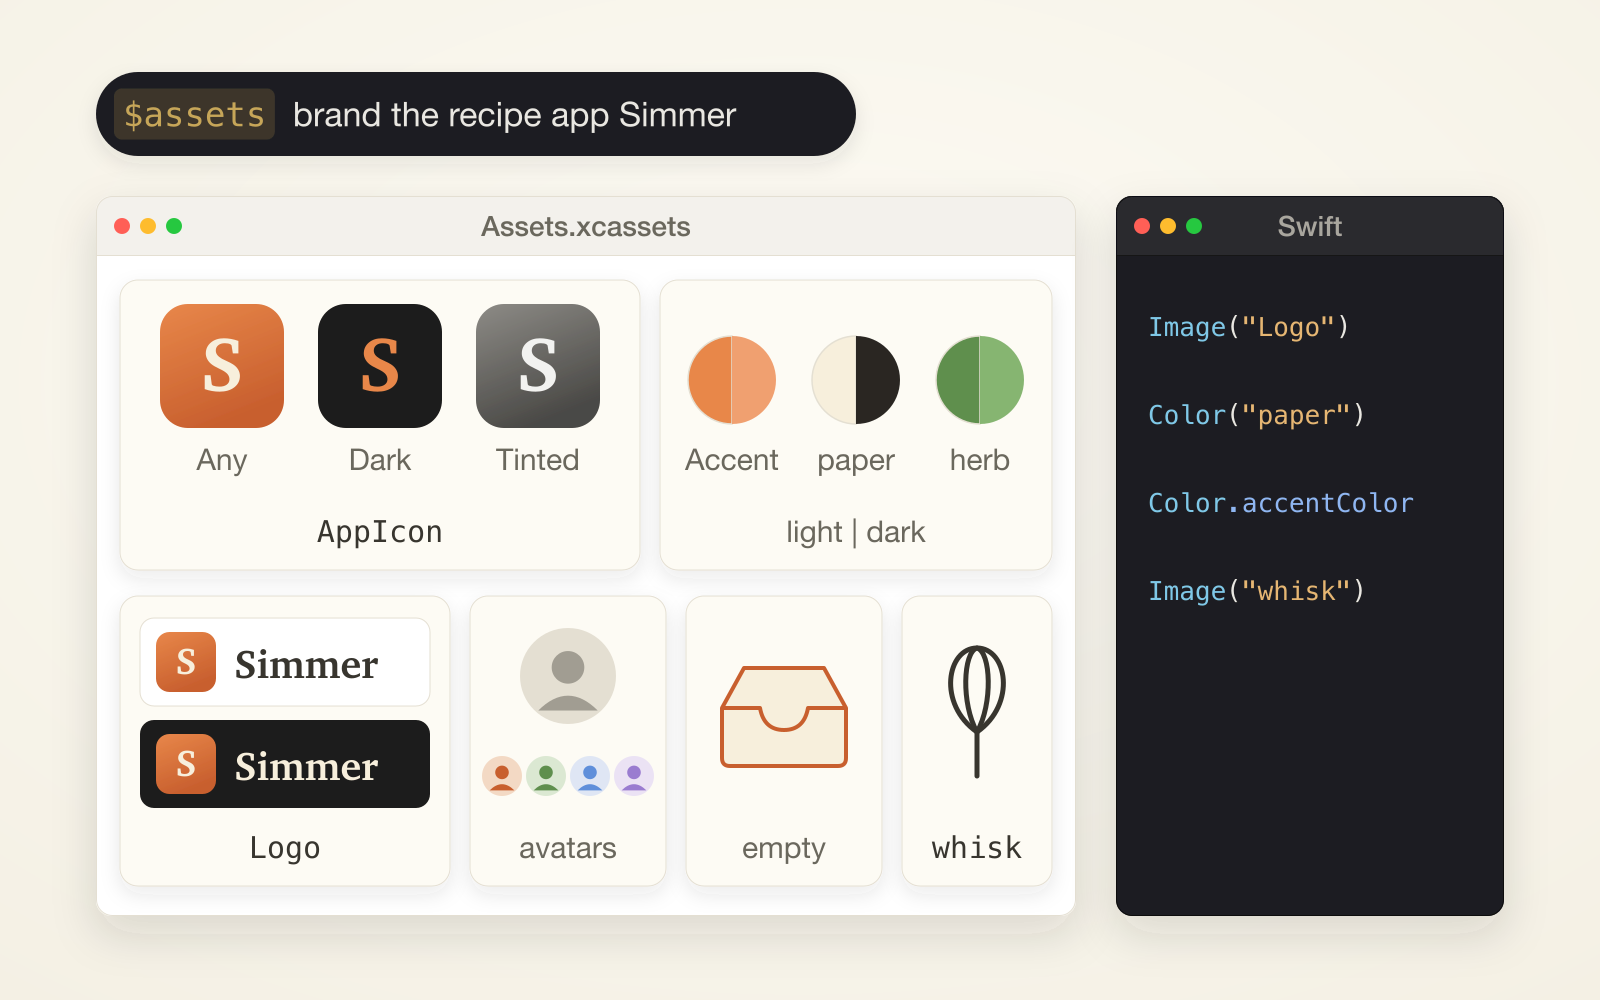 $assets brand the recipe app Simmer
Assets.xcassets
S S S
Any Dark Tinted
AppIcon
Accent paper herb
light | dark
S Simmer
S Simmer
Logo
avatars
empty
whisk
Swift
Image("Logo")
Color("paper")
Color.accentColor
Image("whisk")